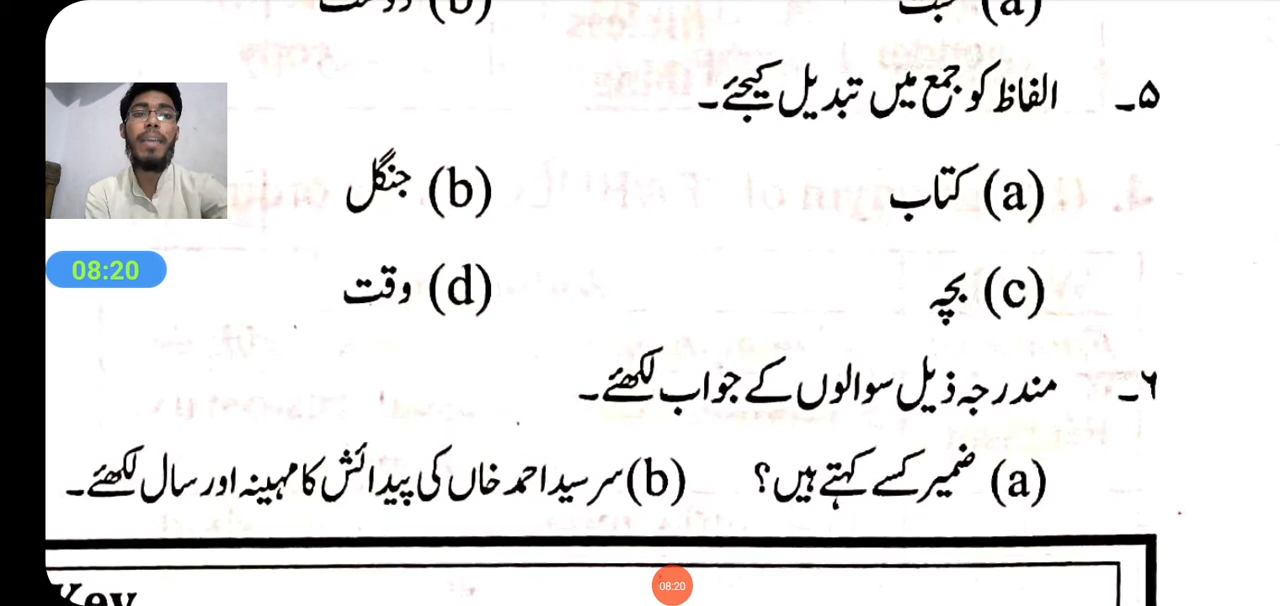 (a) (b)
۵۔ الفاظ کو جمع میں تبدیل کیجئے۔
(a) کتاب (b) جنگل
08:20
(c) بچہ (d) وقت
۶۔ مندرجہ ذیل سوالوں کے جواب لکھئے۔
(a) ضمیر کسے کہتے ہیں؟ (b) سر سید احمد خاں کی پیدائش کا مہینہ اور سال لکھئے۔
08:20
Key